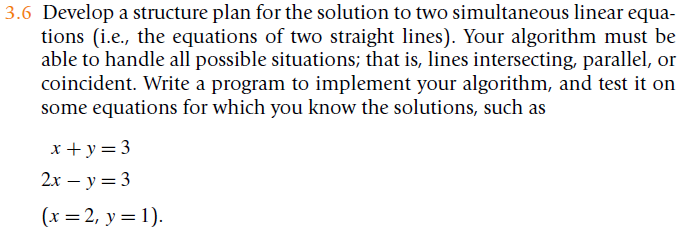 3.6 Develop a structure plan for the solution to two simultaneous linear equa-
tions (i.e., the equations of two straight lines). Your algorithm must be
able to handle all possible situations; that is, lines intersecting, parallel, or
coincident. Write a program to implement your algorithm, and test it on
some equations for which you know the solutions, such as
x + y = 3
2x − y = 3
(x = 2, y = 1).